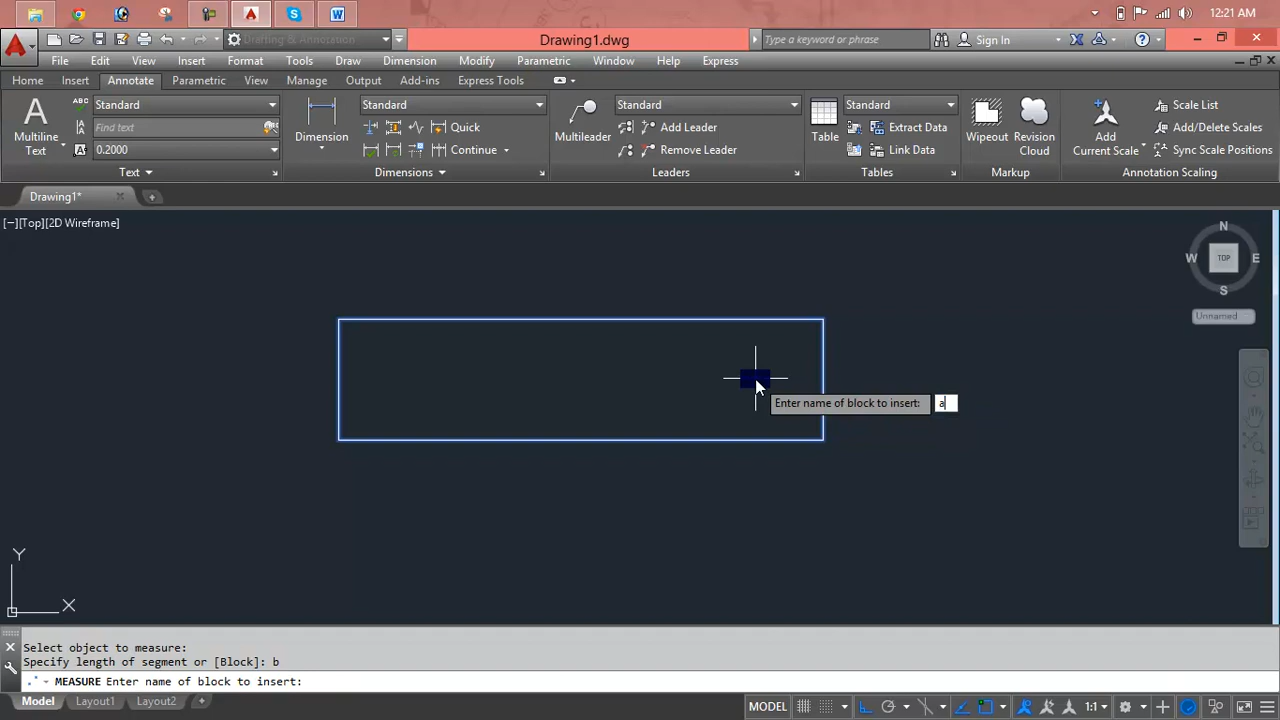 12:21 AM
Drafting & Annotation
Drawing1.dwg
Type a keyword or phrase
Sign In
File Edit View Insert Format Tools Draw Dimension Modify Parametric Window Help Express
Home Insert Annotate Parametric View Manage Output Add-ins Express Tools
A Multiline Text
ABC Standard
Find text
0.2000
Dimension
Standard
Quick
Continue
Multileader
Standard
Add Leader
Remove Leader
Table
Standard
Extract Data
Link Data
Wipeout
Revision Cloud
Add Current Scale
Scale List
Add/Delete Scales
Sync Scale Positions
Text Dimensions Leaders Tables Markup Annotation Scaling
Drawing1*
[−][Top][2D Wireframe]
N
W TOP E
S
Unnamed
Enter name of block to insert: a
Y
X
Select object to measure:
Specify length of segment or [Block]: b
MEASURE Enter name of block to insert:
Model Layout1 Layout2 +
MODEL 1:1